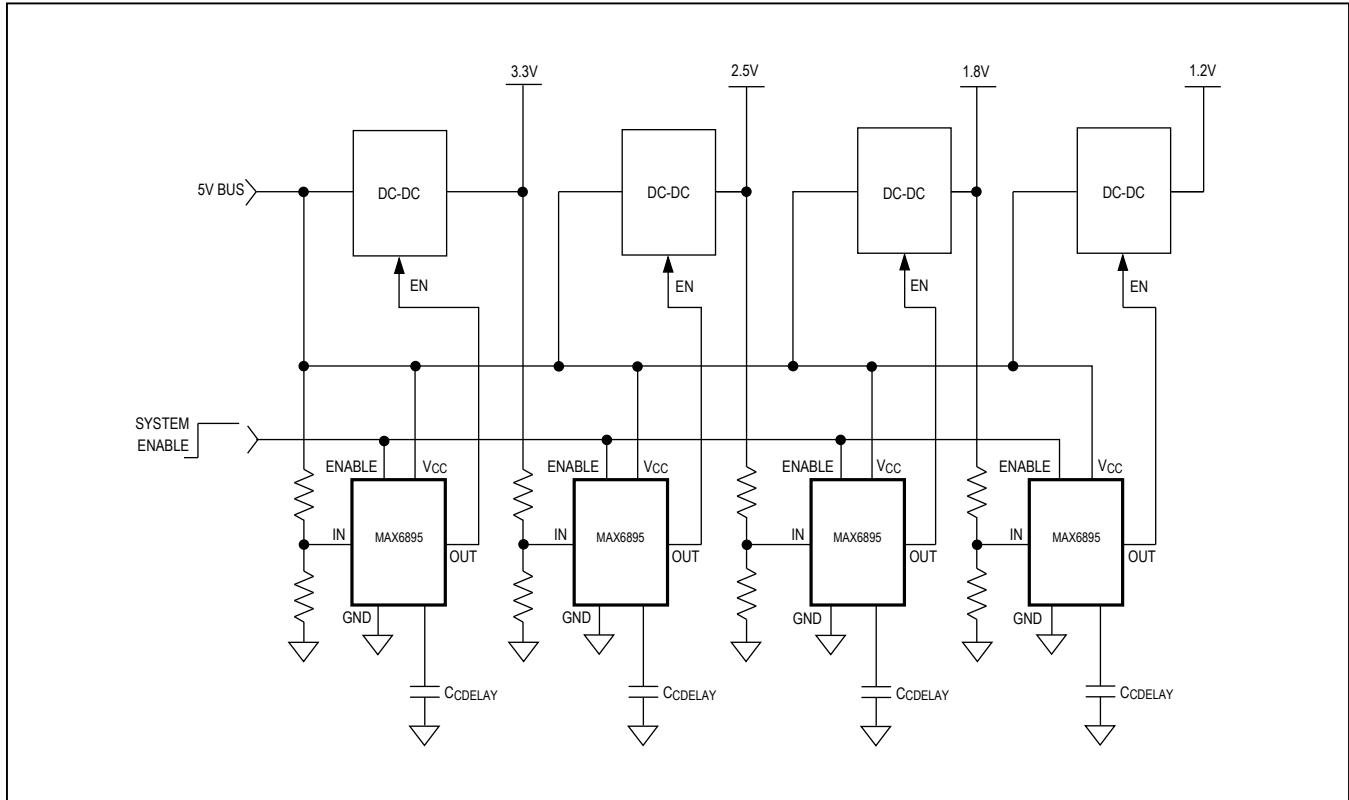 3.3V
2.5V
1.8V
1.2V
DC-DC
DC-DC
DC-DC
DC-DC
5V BUS
EN
EN
EN
EN
SYSTEM
ENABLE
ENABLE
VCC
ENABLE
VCC
ENABLE
VCC
ENABLE
VCC
IN
MAX6895
OUT
IN
MAX6895
OUT
IN
MAX6895
OUT
IN
MAX6895
OUT
GND
GND
GND
GND
CCDELAY
CCDELAY
CCDELAY
CCDELAY